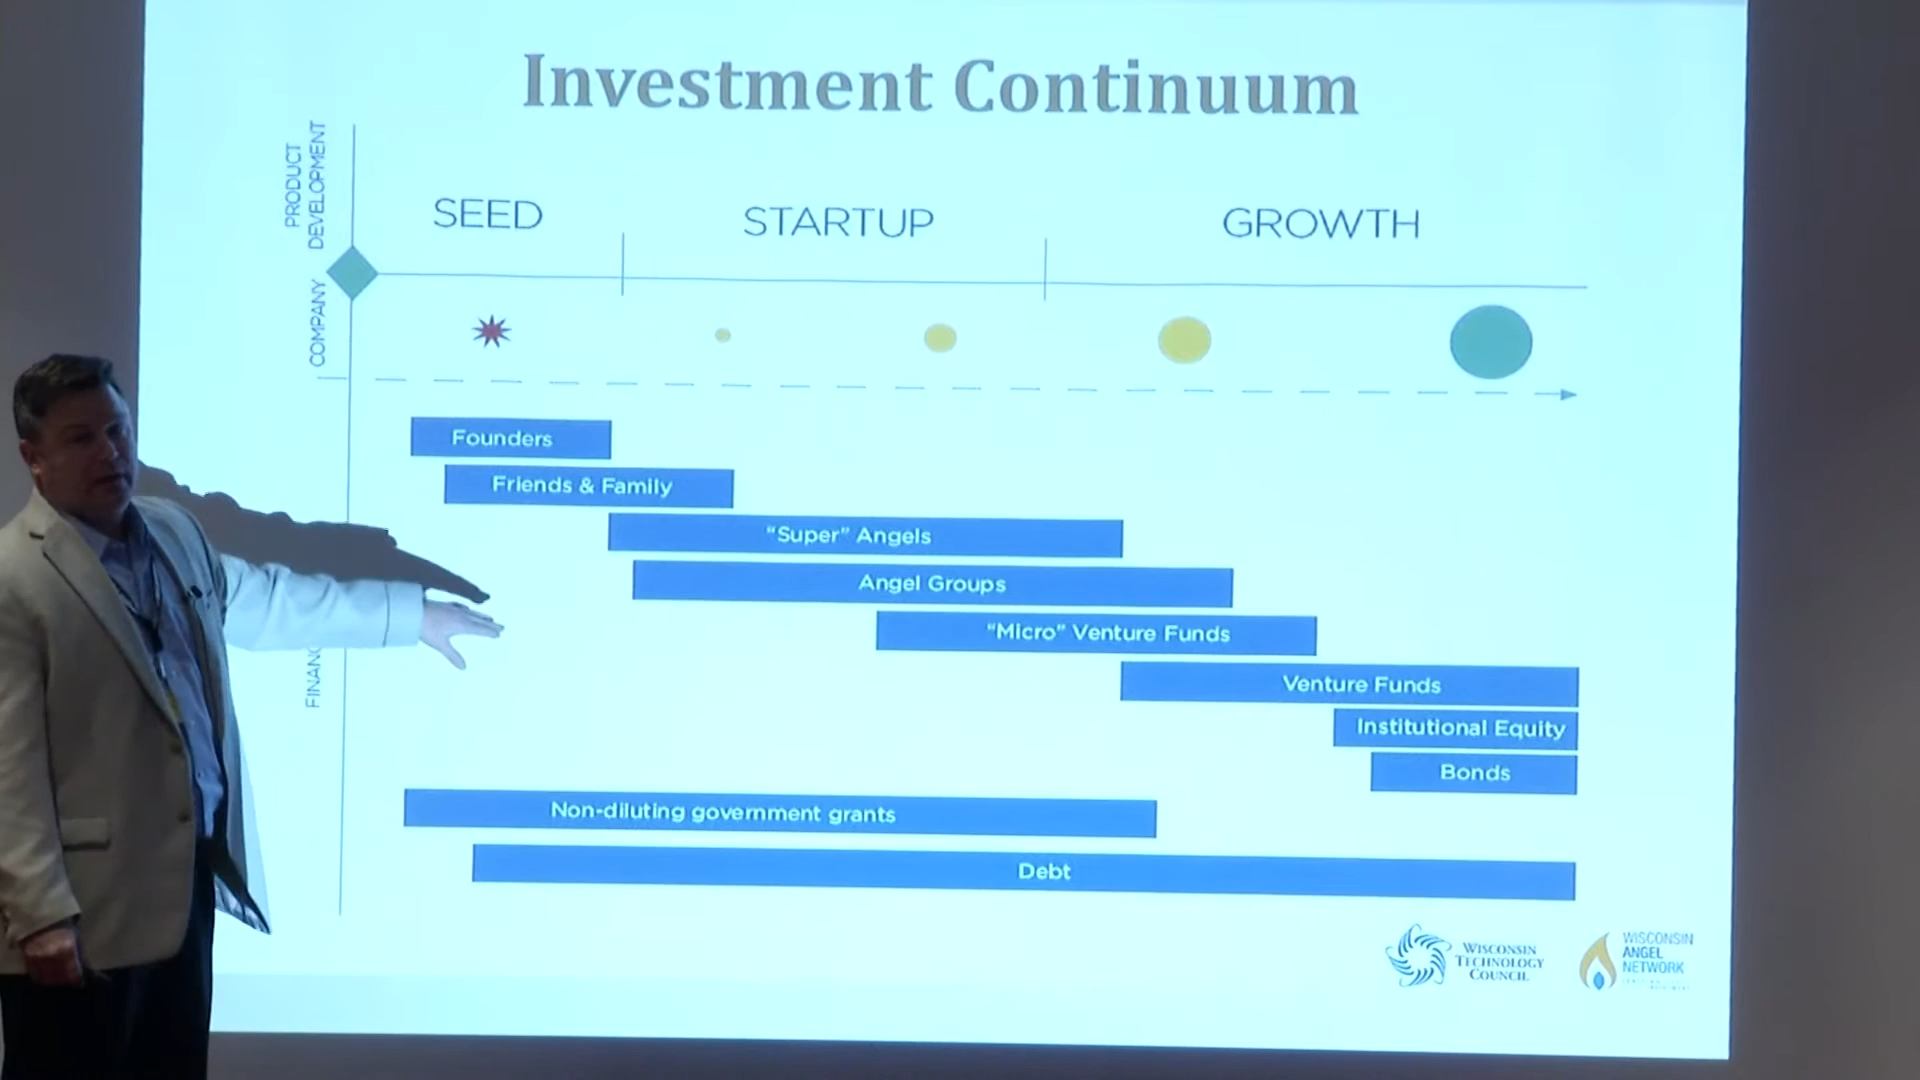 Investment Continuum
PRODUCT
DEVELOPMENT
SEED
STARTUP
GROWTH
COMPANY
Founders
Friends & Family
"Super" Angels
Angel Groups
"Micro" Venture Funds
Venture Funds
Institutional Equity
Bonds
Non-diluting government grants
Debt
FINANC
WISCONSIN
TECHNOLOGY
COUNCIL
WISCONSIN
ANGEL
NETWORK